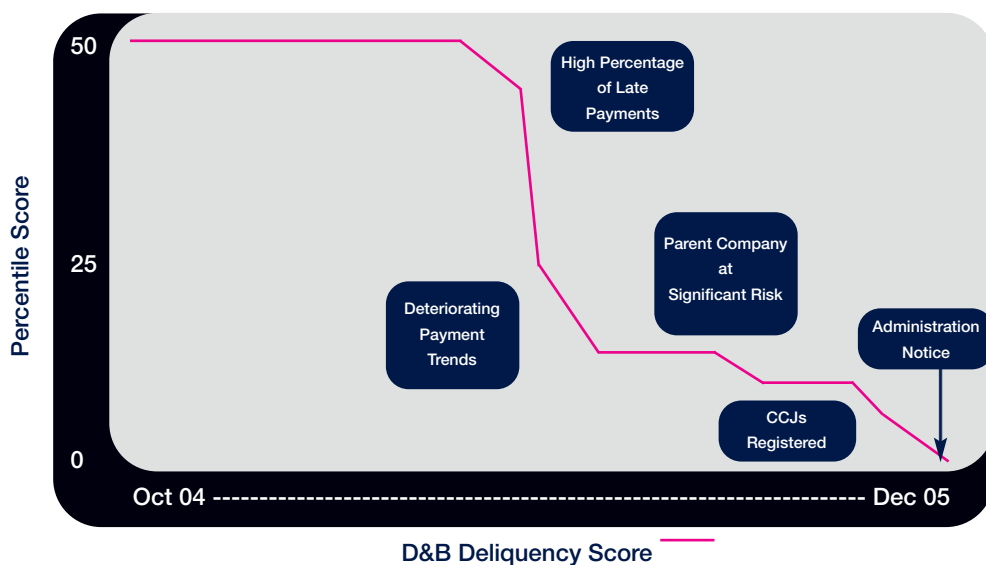 50
High Percentage
of Late
Payments
Percentile Score
25
Parent Company
at
Significant Risk
Deteriorating
Payment
Trends
Administration
Notice
CCJs
Registered
0
Oct 04 ------------------------------------------------------------------------ Dec 05
D&B Deliquency Score